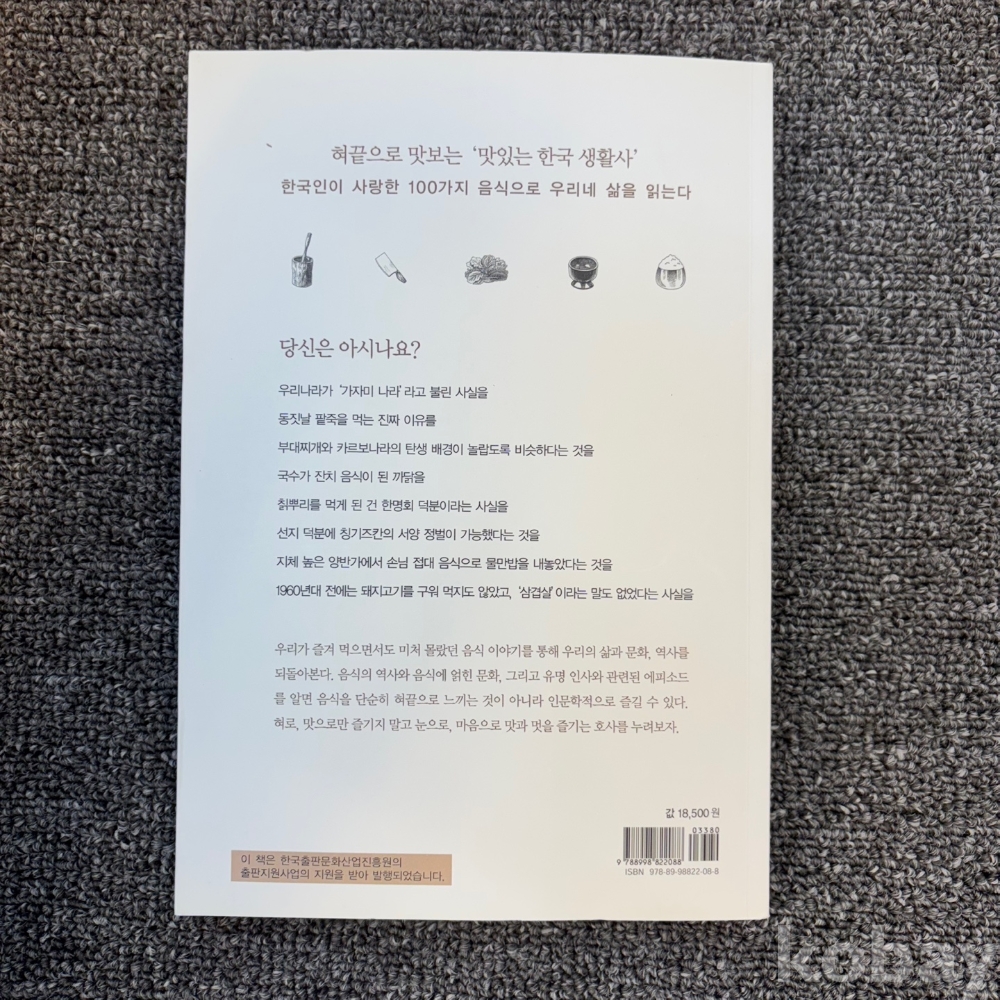 혀끝으로 맛보는 ‘맛있는 한국 생활사’
한국인이 사랑한 100가지 음식으로 우리네 삶을 읽는다
당신은 아시나요?
우리나라가 ‘가자미 나라’라고 불린 사실을
동짓날 팥죽을 먹는 진짜 이유를
부대찌개와 카르보나라의 탄생 배경이 놀랍도록 비슷하다는 것을
국수가 잔치 음식이 된 까닭을
칡뿌리를 먹게 된 건 한명회 덕분이라는 사실을
선지 덕분에 칭기즈칸의 서양 정벌이 가능했다는 것을
지체 높은 양반가에서 손님 접대 음식으로 물만밥을 내놓았다는 것을
1960년대 전에는 돼지고기를 구워 먹지도 않았고, ‘삼겹살’이라는 말도 없었다는 사실을
우리가 즐겨 먹으면서도 미처 몰랐던 음식 이야기를 통해 우리의 삶과 문화, 역사를
되돌아본다. 음식의 역사와 음식에 얽힌 문화, 그리고 유명 인사와 관련된 에피소드
를 알면 음식을 단순히 혀끝으로 느끼는 것이 아니라 인문학적으로 즐길 수 있다.
혀로, 맛으로만 즐기지 말고 눈으로, 마음으로 맛과 멋을 즐기는 호사를 누려보자.
값 18,500원
03380
9 788998 822088
ISBN 978-89-98822-08-8
이 책은 한국출판문화산업진흥원의
출판지원사업의 지원을 받아 발행되었습니다.
kobay